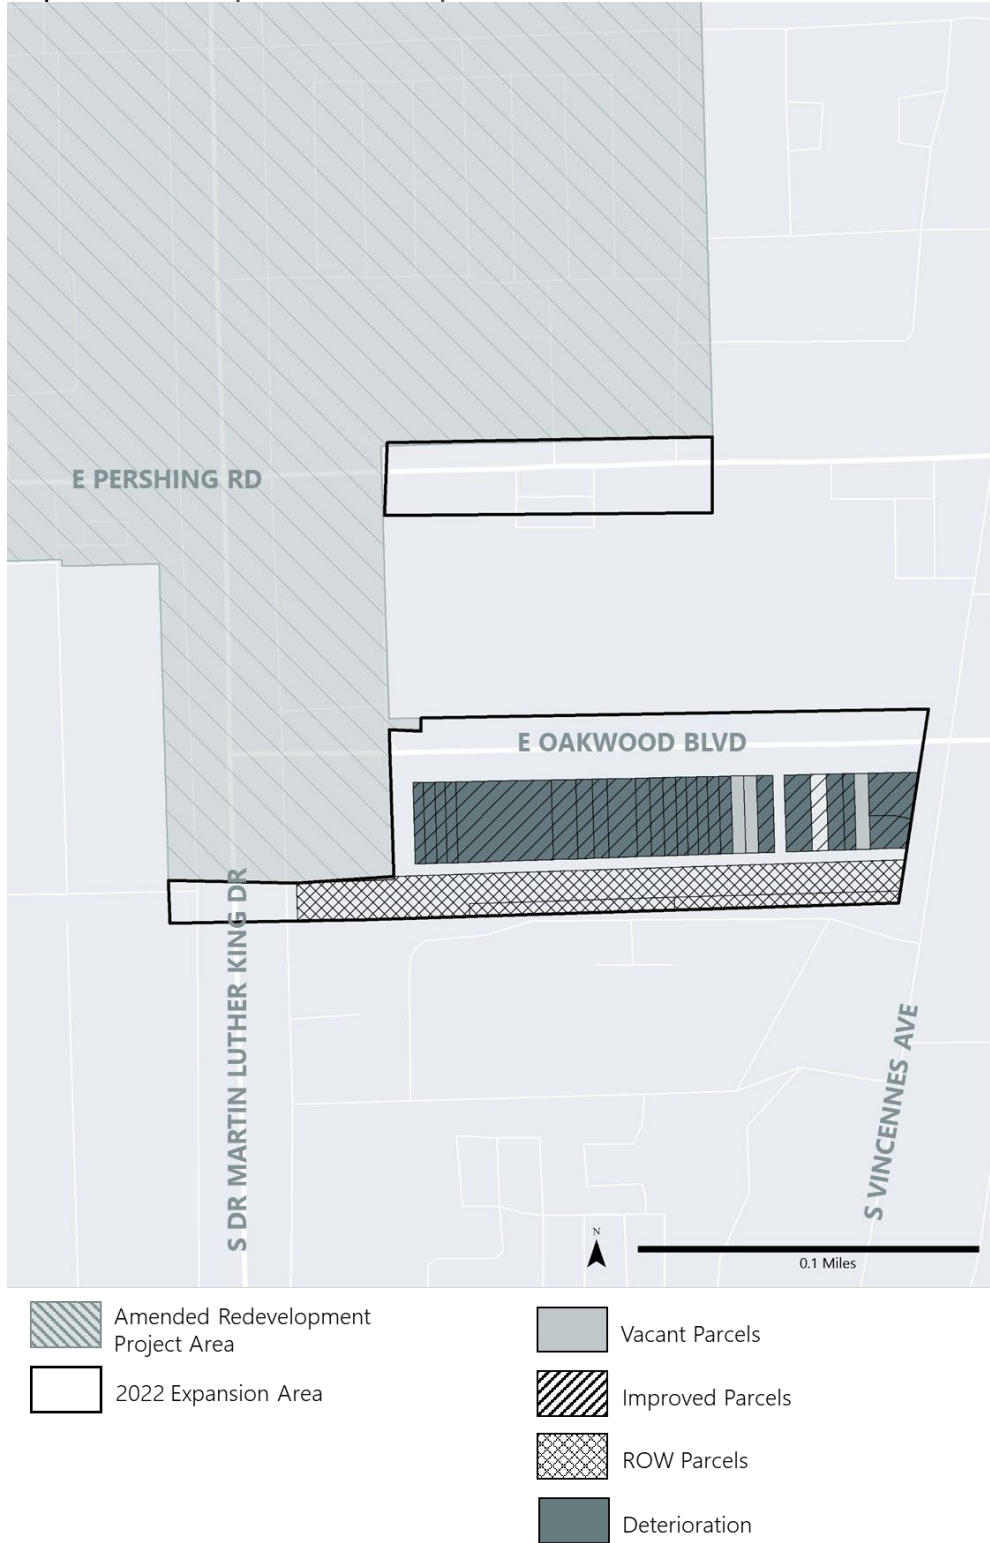 E PERSHING RD
E OAKWOOD BLVD
S DR MARTIN LUTHER KING DR
S VINCENNES AVE
N
0.1 Miles
Amended Redevelopment
Project Area
2022 Expansion Area
Vacant Parcels
Improved Parcels
ROW Parcels
Deterioration